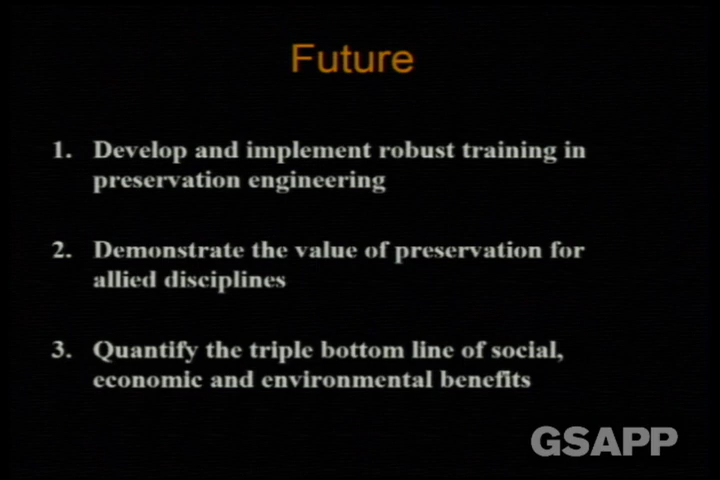 Future
1. Develop and implement robust training in
preservation engineering
2. Demonstrate the value of preservation for
allied disciplines
3. Quantify the triple bottom line of social,
economic and environmental benefits
GSAPP